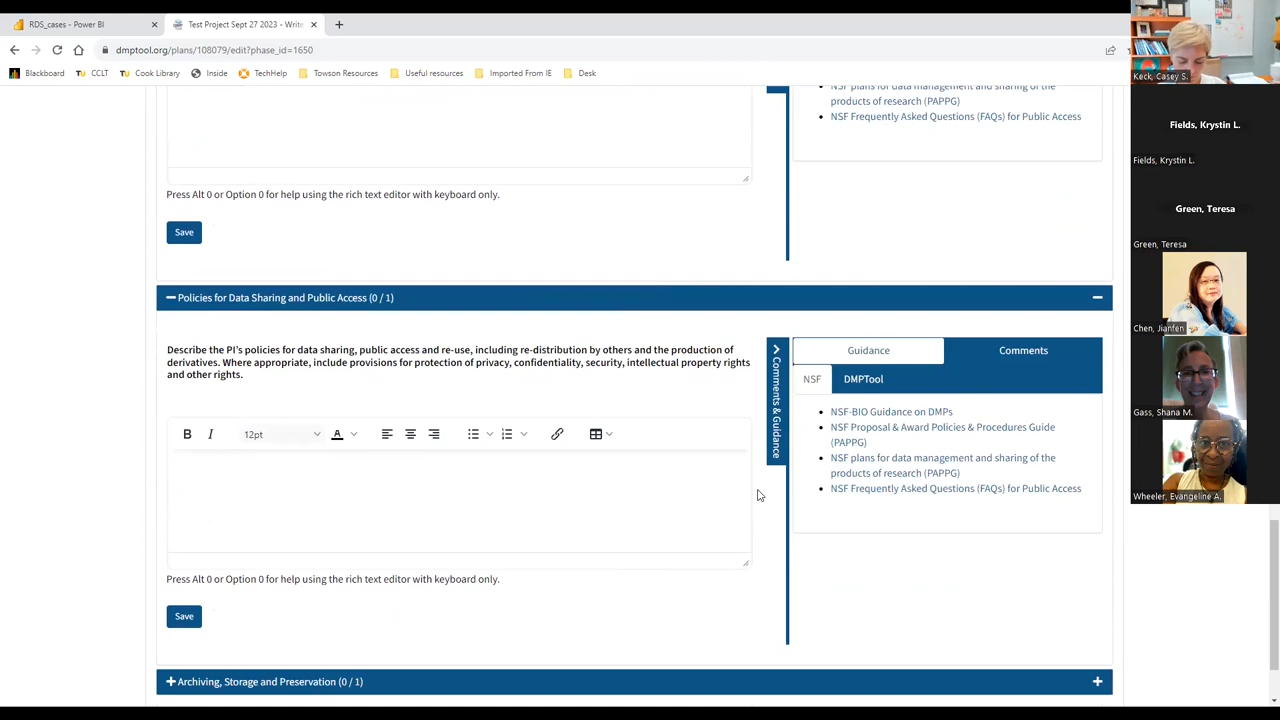 RDS_cases - Power BI
Test Project Sept 27 2023 - Write
dmptool.org/plans/108079/edit?phase_id=1650
Blackboard
CCLT
Cook Library
Inside
TechHelp
Towson Resources
Useful resources
Imported From IE
Desk
Keck, Casey S.
Fields, Krystin L.
Fields, Krystin L.
Green, Teresa
Green, Teresa
Chen, Jianfen
Gass, Shana M.
Wheeler, Evangeline A.
NSF plans for data management and sharing of the
products of research (PAPPG)
NSF Frequently Asked Questions (FAQs) for Public Access
Press Alt 0 or Option 0 for help using the rich text editor with keyboard only.
Save
Policies for Data Sharing and Public Access (0 / 1)
Describe the PI's policies for data sharing, public access and re-use, including re-distribution by others and the production of
derivatives. Where appropriate, include provisions for protection of privacy, confidentiality, security, intellectual property rights
and other rights.
B I 12pt A
Comments & Guidance
Guidance
Comments
NSF
DMPTool
NSF-BIO Guidance on DMPs
NSF Proposal & Award Policies & Procedures Guide
(PAPPG)
NSF plans for data management and sharing of the
products of research (PAPPG)
NSF Frequently Asked Questions (FAQs) for Public Access
Press Alt 0 or Option 0 for help using the rich text editor with keyboard only.
Save
Archiving, Storage and Preservation (0 / 1)